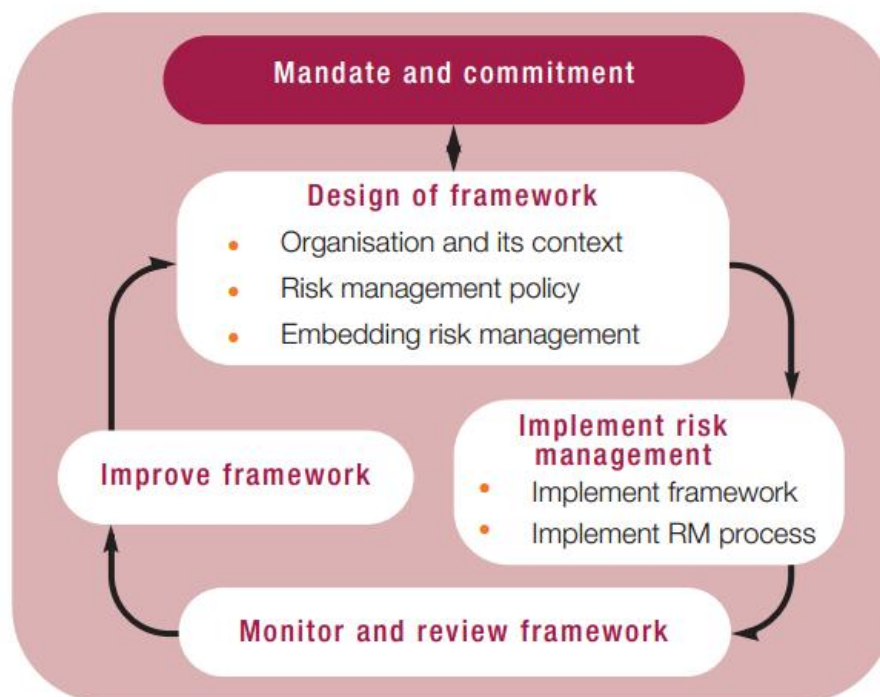 Mandate and commitment
Design of framework
Organisation and its context
Risk management policy
Embedding risk management
Implement risk
management
Implement framework
Implement RM process
Improve framework
Monitor and review framework